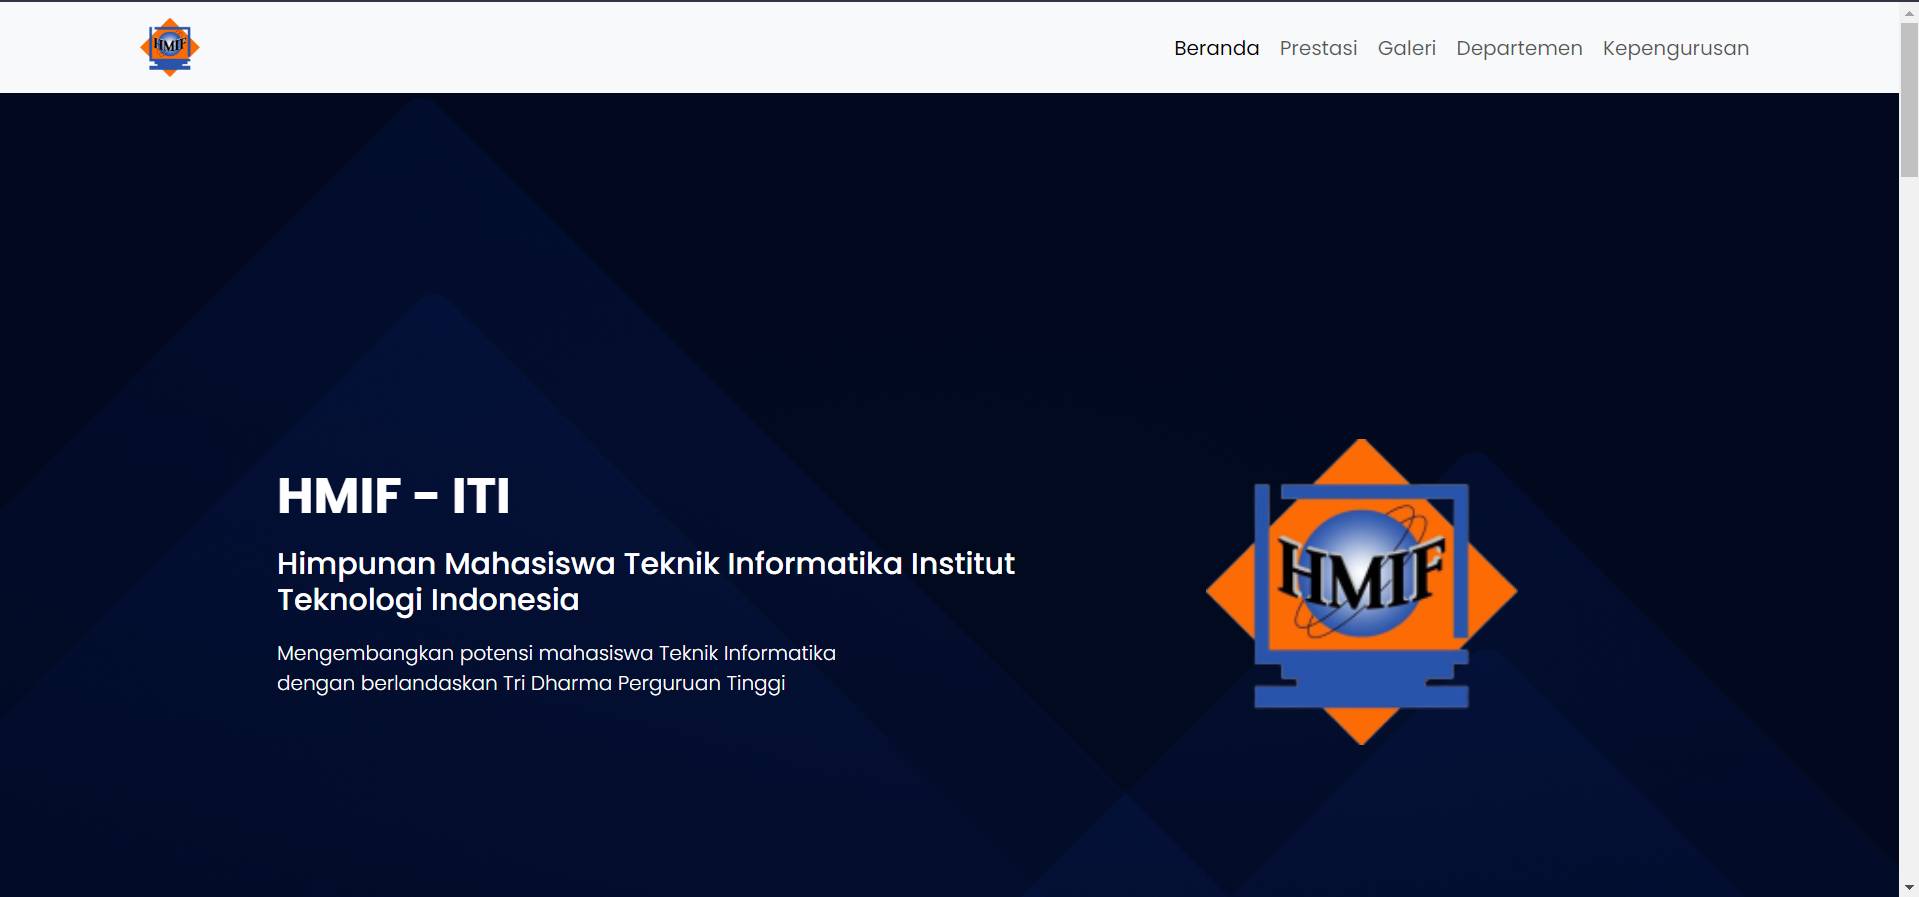 HMIF
Beranda Prestasi Galeri Departemen Kepengurusan
HMIF - ITI
Himpunan Mahasiswa Teknik Informatika Institut
Teknologi Indonesia
Mengembangkan potensi mahasiswa Teknik Informatika
dengan berlandaskan Tri Dharma Perguruan Tinggi
HMIF